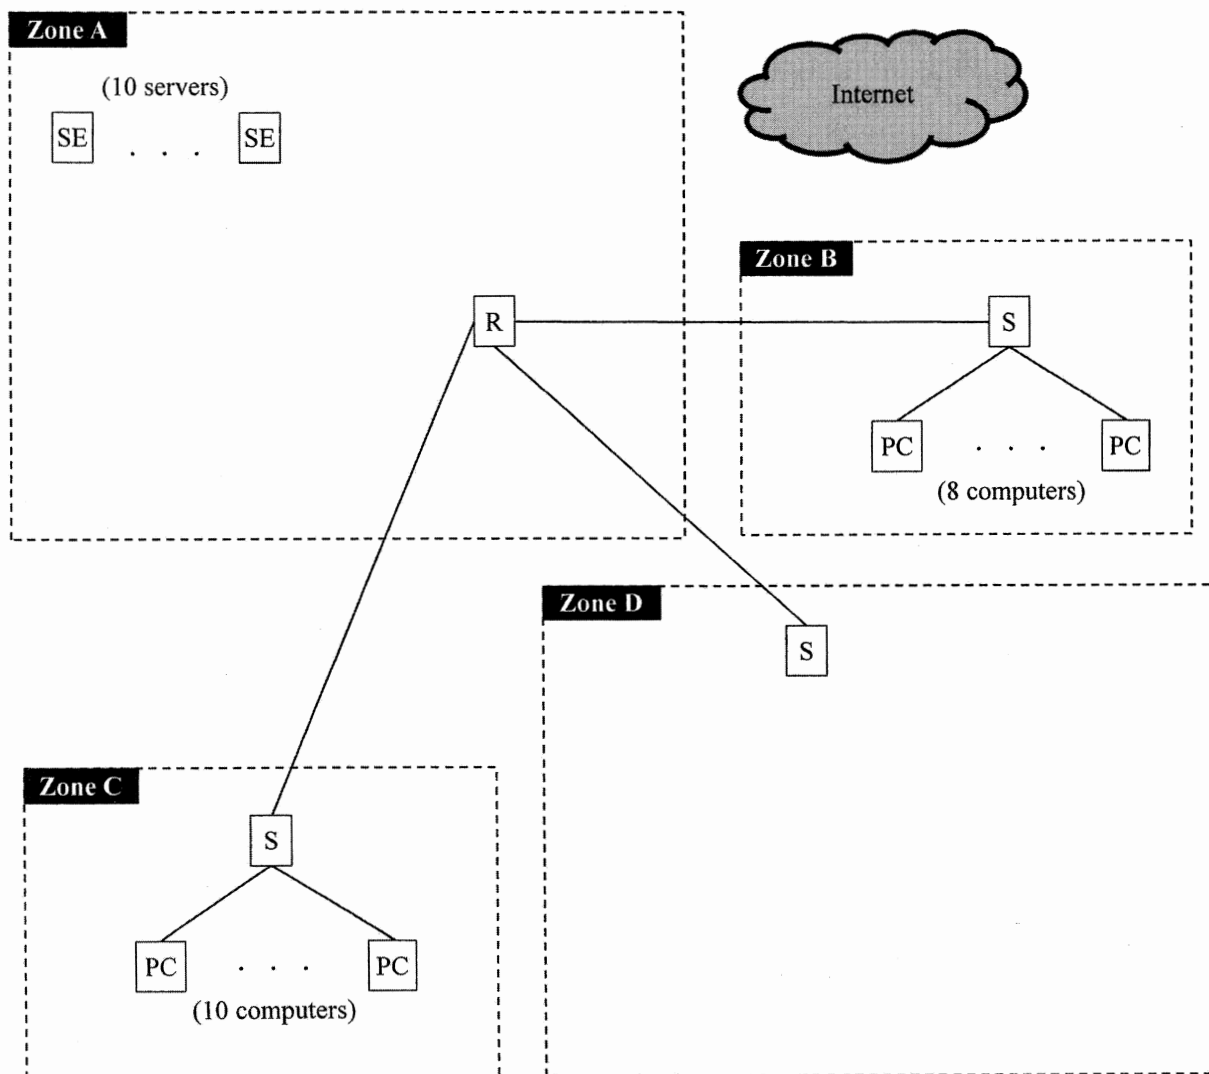 Zone A
(10 servers)
SE . . . SE
Internet
Zone B
R
S
PC . . . PC
(8 computers)
Zone D
S
Zone C
S
PC . . . PC
(10 computers)